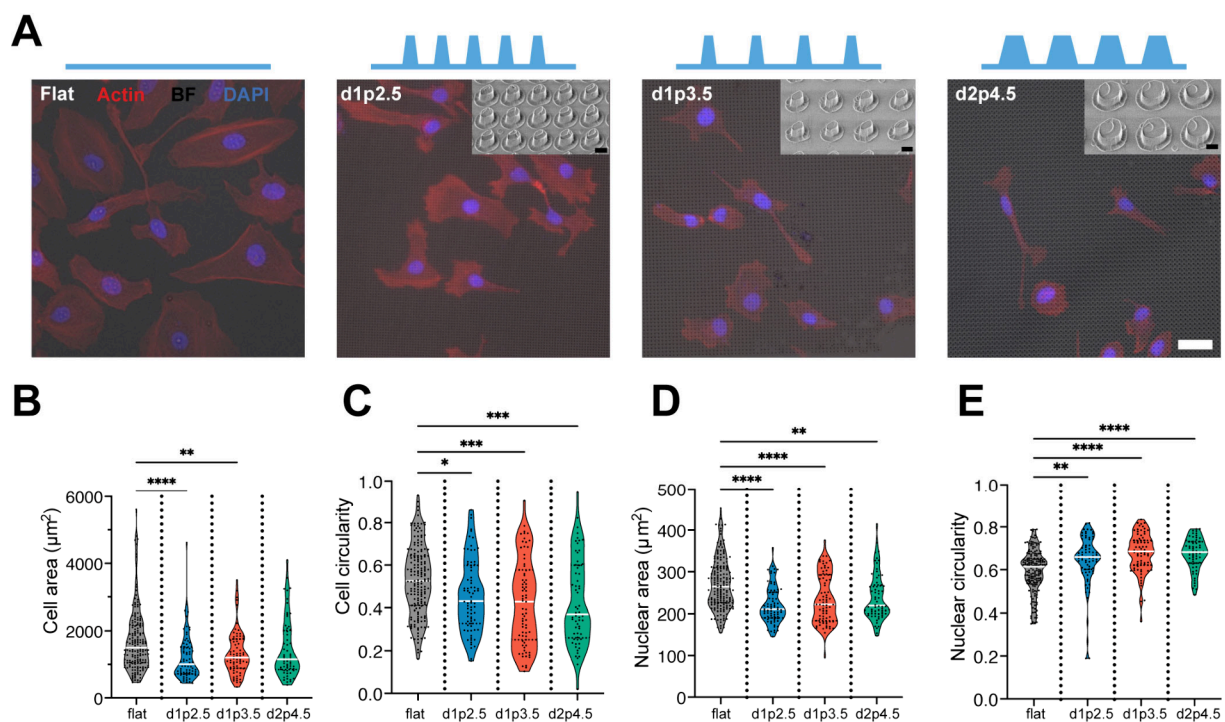 A
Flat Actin BF DAPI
d1p2.5
d1p3.5
d2p4.5
B
**
****
Cell area (µm²)
6000
4000
2000
0
flat d1p2.5 d1p3.5 d2p4.5
C
***
***
*
Cell circularity
1.0
0.8
0.6
0.4
0.2
0.0
flat d1p2.5 d1p3.5 d2p4.5
D
**
****
****
Nuclear area (µm²)
500
400
300
200
100
0
flat d1p2.5 d1p3.5 d2p4.5
E
****
****
**
Nuclear circularity
1.0
0.8
0.6
0.4
0.2
0.0
flat d1p2.5 d1p3.5 d2p4.5